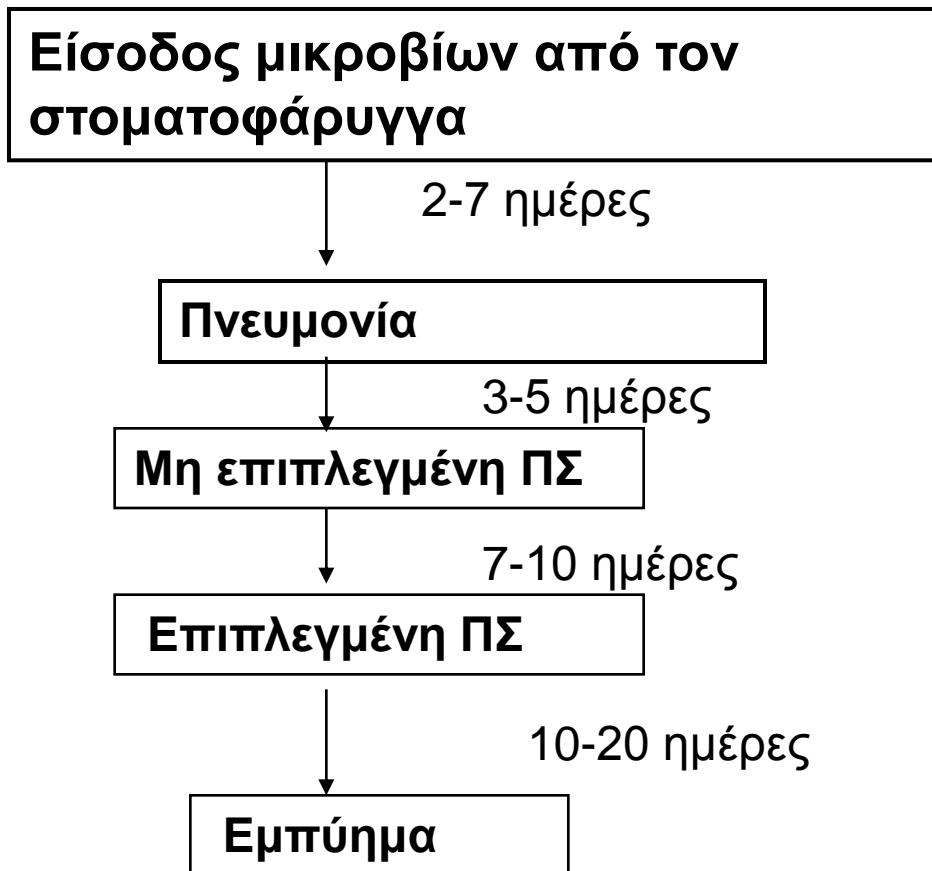 Είσοδος μικροβίων από τον
στοματοφάρυγγα
2-7 ημέρες
Πνευμονία
3-5 ημέρες
Μη επιπλεγμένη ΠΣ
7-10 ημέρες
Επιπλεγμένη ΠΣ
10-20 ημέρες
Εμπύημα